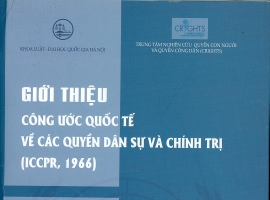 KHOA LUẬT - ĐẠI HỌC QUỐC GIA HÀ NỘI
CRIGHTS
TRUNG TÂM NGHIÊN CỨU QUYỀN CON NGƯỜI
VÀ QUYỀN CÔNG DÂN (CRIGHTS)
GIỚI THIỆU
CÔNG ƯỚC QUỐC TẾ
VỀ CÁC QUYỀN DÂN SỰ VÀ CHÍNH TRỊ
(ICCPR, 1966)